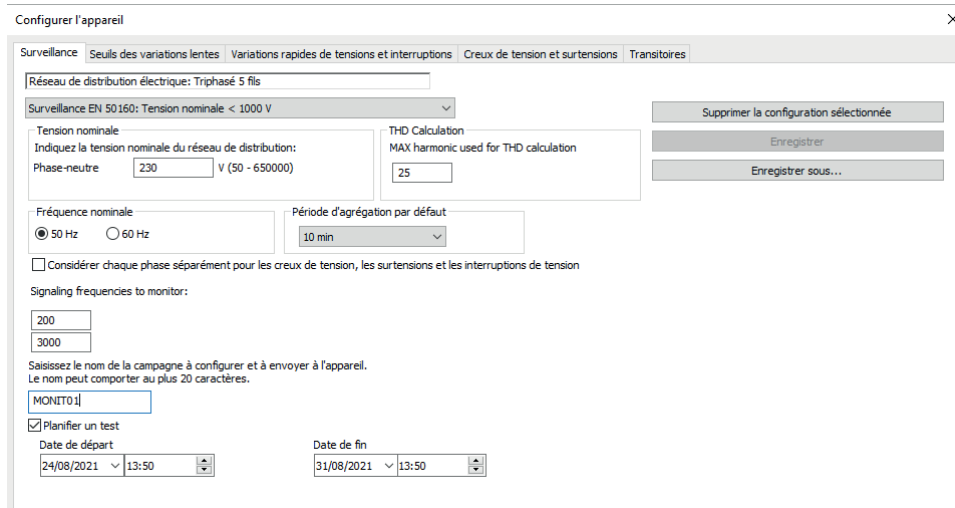 Configurer l'appareil
Surveillance Seuils des variations lentes Variations rapides de tensions et interruptions Creux de tension et surtensions Transitoires
Réseau de distribution électrique: Triphasé 5 fils
Surveillance EN 50160: Tension nominale < 1000 V
Supprimer la configuration sélectionnée
Tension nominale
Indiquez la tension nominale du réseau de distribution:
Phase-neutre 230 V (50 - 650000)
THD Calculation
MAX harmonic used for THD calculation
25
Enregistrer
Enregistrer sous...
Fréquence nominale
50 Hz 60 Hz
Période d'agrégation par défaut
10 min
Considérer chaque phase séparément pour les creux de tension, les surtensions et les interruptions de tension
Signaling frequencies to monitor:
200
3000
Saisissez le nom de la campagne à configurer et à envoyer à l'appareil.
Le nom peut comporter au plus 20 caractères.
MONIT01
Planifier un test
Date de départ
24/08/2021 13:50
Date de fin
31/08/2021 13:50